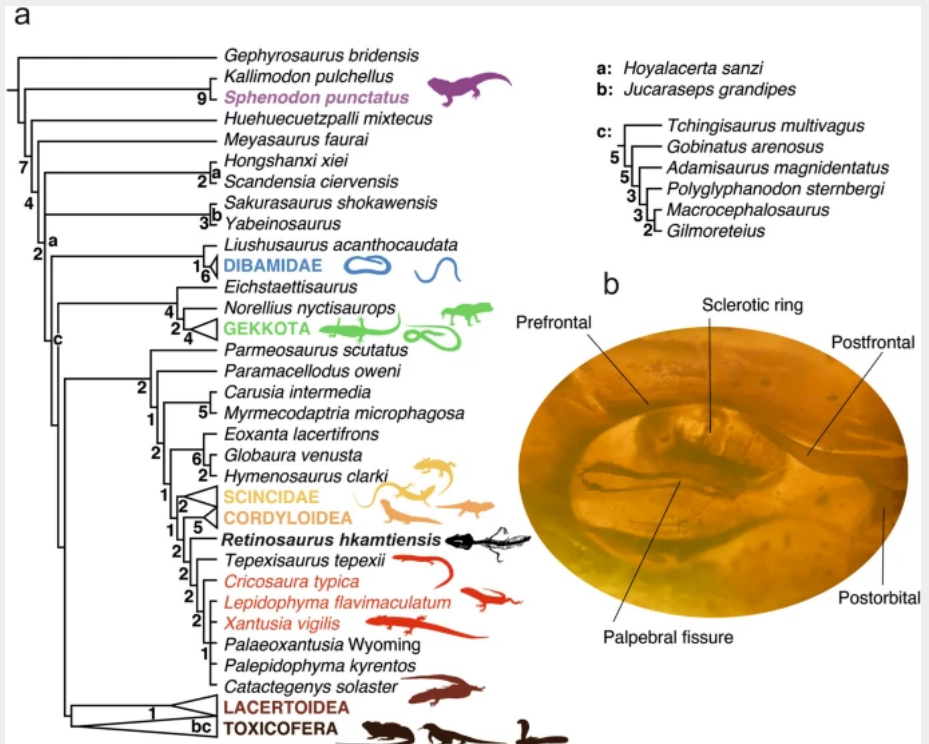 a
Gephyrosaurus bridensis
Kallimodon pulchellus
9
Sphenodon punctatus
Huehuecuetzpalli mixtecus
Meyasaurus faurai
7
Hongshanxi xiei
a
2
Scandensia ciervensis
4
Sakurasaurus shokawensis
b
3
Yabeinosaurus
a
2
Liushusaurus acanthocaudata
1
DIBAMIDAE
6
Eichstaettisaurus
4
Norellius nyctisaurops
2
GEKKOTA
4
c
Parmeosaurus scutatus
2
Paramacellodus oweni
Carusia intermedia
5
Myrmecodaptria microphagosa
1
Eoxanta lacertifrons
2
6
Globaura venusta
2
Hymenosaurus clarki
1
SCINCIDAE
2
CORDYLOIDEA
5
1
Retinosaurus hkamtiensis
2
Tepexisaurus tepexii
2
Cricosaura typica
2
Lepidophyma flavimaculatum
2
Xantusia vigilis
Palaeoxantusia Wyoming
1
Palepidophyma kyrentos
Catactegenys solaster
LACERTOIDEA
1
bc
TOXICOFERA
a: Hoyalacerta sanzi
b: Jucaraseps grandipes
c:
Tchingisaurus multivagus
5
Gobinatus arenosus
5
Adamisaurus magnidentatus
3
Polyglyphanodon sternbergi
3
Macrocephalosaurus
2
Gilmoreteius
b
Sclerotic ring
Prefrontal
Postfrontal
Postorbital
Palpebral fissure